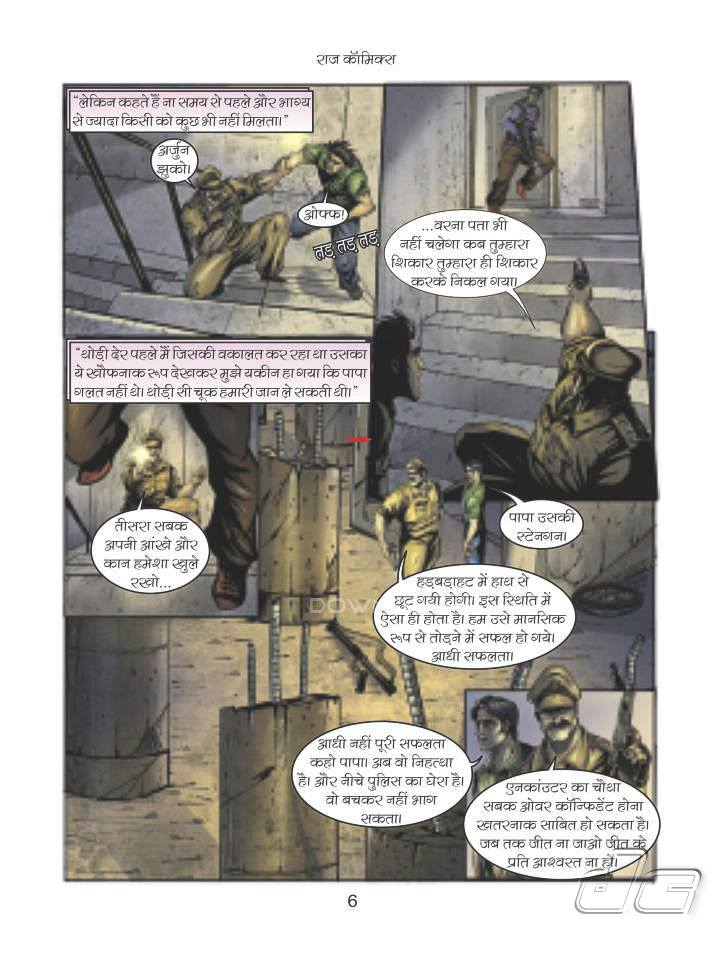 राज कॉमिक्स
"लेकिन कहते हैं ना समय से पहले और भाग्य
से ज्यादा किसी को कुछ भी नहीं मिलता।"
अर्जुन
झुको।
ओफ्फ!
तड़ तड़ तड़
...वरना पता भी
नहीं चलेगा कब तुम्हारा
शिकार तुम्हारा ही शिकार
करके निकल गया।
"थोड़ी देर पहले मैं जिसकी वकालत कर रहा था उसका
ये खौफनाक रूप देखकर मुझे यकीन हा गया कि पापा
गलत नहीं थे। थोड़ी सी चूक हमारी जान ले सकती थी।"
तीसरा सबक
अपनी आंखे और
कान हमेशा खुले
रखो...
पापा उसकी
स्टेनगन।
हड़बड़ाहट में हाथ से
छूट गयी होगी। इस स्थिति में
ऐसा ही होता है। हम उसे मानसिक
रूप से तोड़ने में सफल हो गये।
आधी सफलता।
DOW
आधी नहीं पूरी सफलता
कहो पापा। अब वो निहत्था
है। और नीचे पुलिस का घेरा है।
वो बचकर नहीं भाग
सकता।
एनकांउटर का चौथा
सबक ओवर कॉन्फिडेंट होना
खतरनाक साबित हो सकता है।
जब तक जीत ना जाओ जीत के
प्रति आश्वस्त ना हो।
6